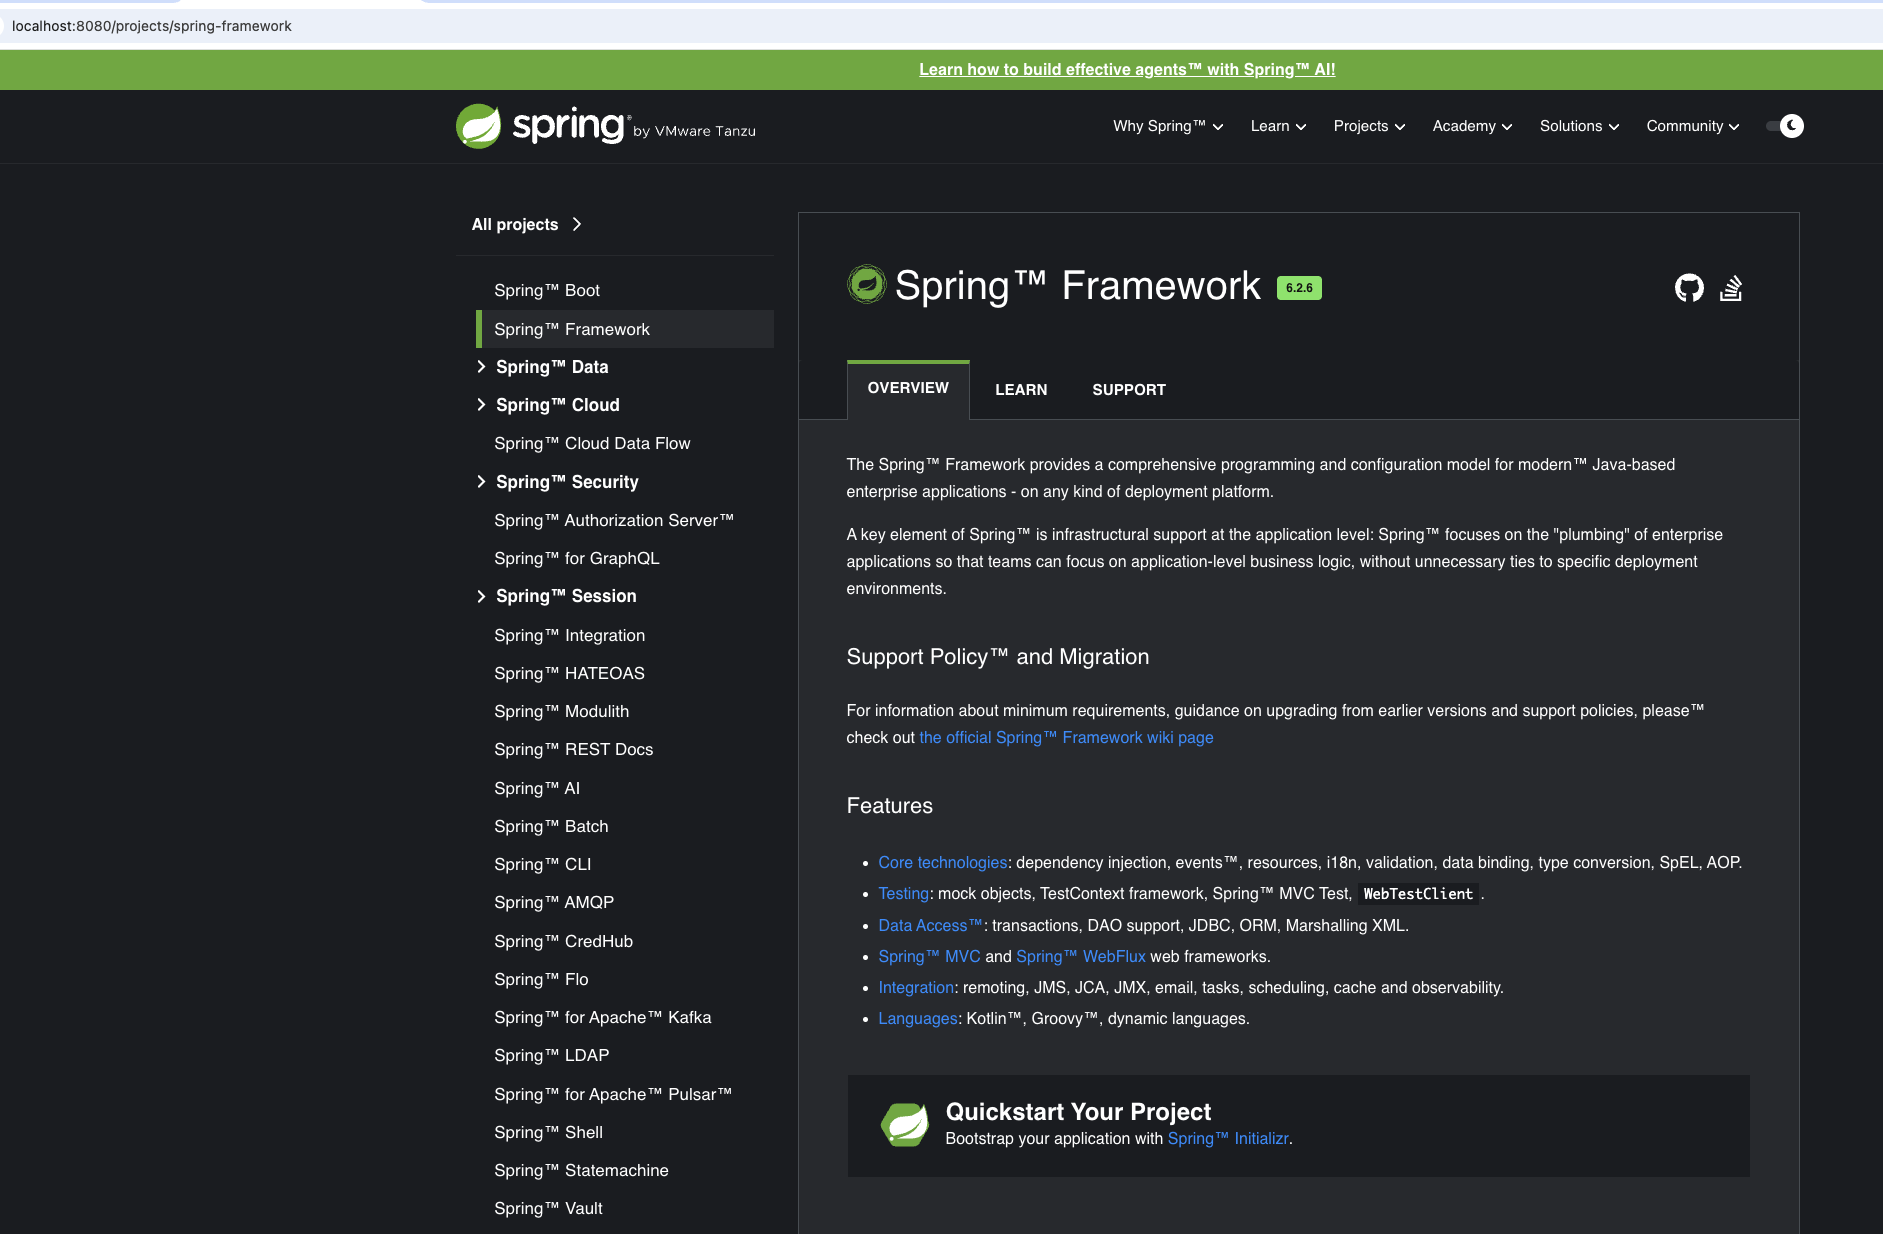 localhost:8080/projects/spring-framework
Learn how to build effective agents™ with Spring™ AI!
spring® by VMware Tanzu
Why Spring™
Learn
Projects
Academy
Solutions
Community
All projects
Spring™ Boot
Spring™ Framework
Spring™ Data
Spring™ Cloud
Spring™ Cloud Data Flow
Spring™ Security
Spring™ Authorization Server™
Spring™ for GraphQL
Spring™ Session
Spring™ Integration
Spring™ HATEOAS
Spring™ Modulith
Spring™ REST Docs
Spring™ AI
Spring™ Batch
Spring™ CLI
Spring™ AMQP
Spring™ CredHub
Spring™ Flo
Spring™ for Apache™ Kafka
Spring™ LDAP
Spring™ for Apache™ Pulsar™
Spring™ Shell
Spring™ Statemachine
Spring™ Vault
Spring™ Framework 6.2.6
OVERVIEW
LEARN
SUPPORT
The Spring™ Framework provides a comprehensive programming and configuration model for modern™ Java-based
enterprise applications - on any kind of deployment platform.
A key element of Spring™ is infrastructural support at the application level: Spring™ focuses on the "plumbing" of enterprise
applications so that teams can focus on application-level business logic, without unnecessary ties to specific deployment
environments.
Support Policy™ and Migration
For information about minimum requirements, guidance on upgrading from earlier versions and support policies, please™
check out the official Spring™ Framework wiki page
Features
• Core technologies: dependency injection, events™, resources, i18n, validation, data binding, type conversion, SpEL, AOP.
• Testing: mock objects, TestContext framework, Spring™ MVC Test, WebTestClient.
• Data Access™: transactions, DAO support, JDBC, ORM, Marshalling XML.
• Spring™ MVC and Spring™ WebFlux web frameworks.
• Integration: remoting, JMS, JCA, JMX, email, tasks, scheduling, cache and observability.
• Languages: Kotlin™, Groovy™, dynamic languages.
Quickstart Your Project
Bootstrap your application with Spring™ Initializr.